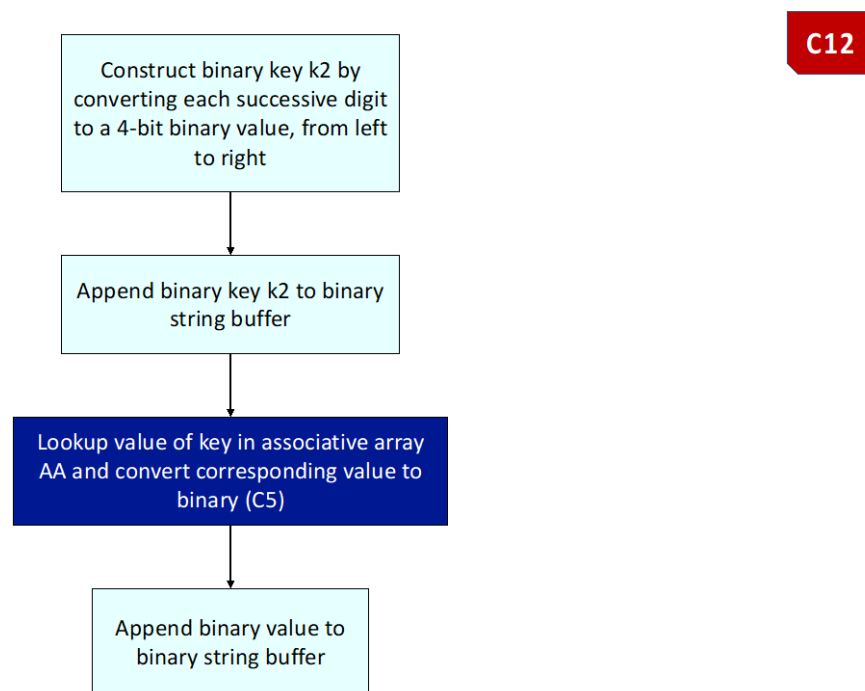 C12
Construct binary key k2 by
converting each successive digit
to a 4-bit binary value, from left
to right
Append binary key k2 to binary
string buffer
Lookup value of key in associative array
AA and convert corresponding value to
binary (C5)
Append binary value to
binary string buffer